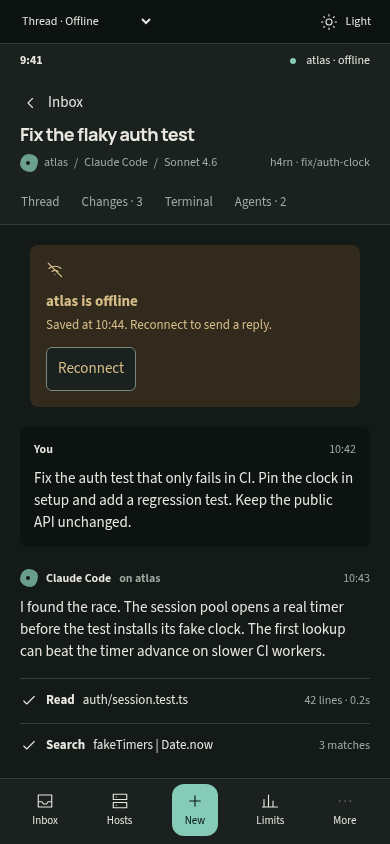 Thread · Offline
Light
9:41
atlas · offline
Inbox
Fix the flaky auth test
atlas / Claude Code / Sonnet 4.6
h4rn · fix/auth-clock
Thread
Changes · 3
Terminal
Agents · 2
atlas is offline
Saved at 10:44. Reconnect to send a reply.
Reconnect
You
10:42
Fix the auth test that only fails in CI. Pin the clock in
setup and add a regression test. Keep the public
API unchanged.
Claude Code on atlas
10:43
I found the race. The session pool opens a real timer
before the test installs its fake clock. The first lookup
can beat the timer advance on slower CI workers.
Read auth/session.test.ts
42 lines · 0.2s
Search fakeTimers | Date.now
3 matches
Inbox
Hosts
New
Limits
More